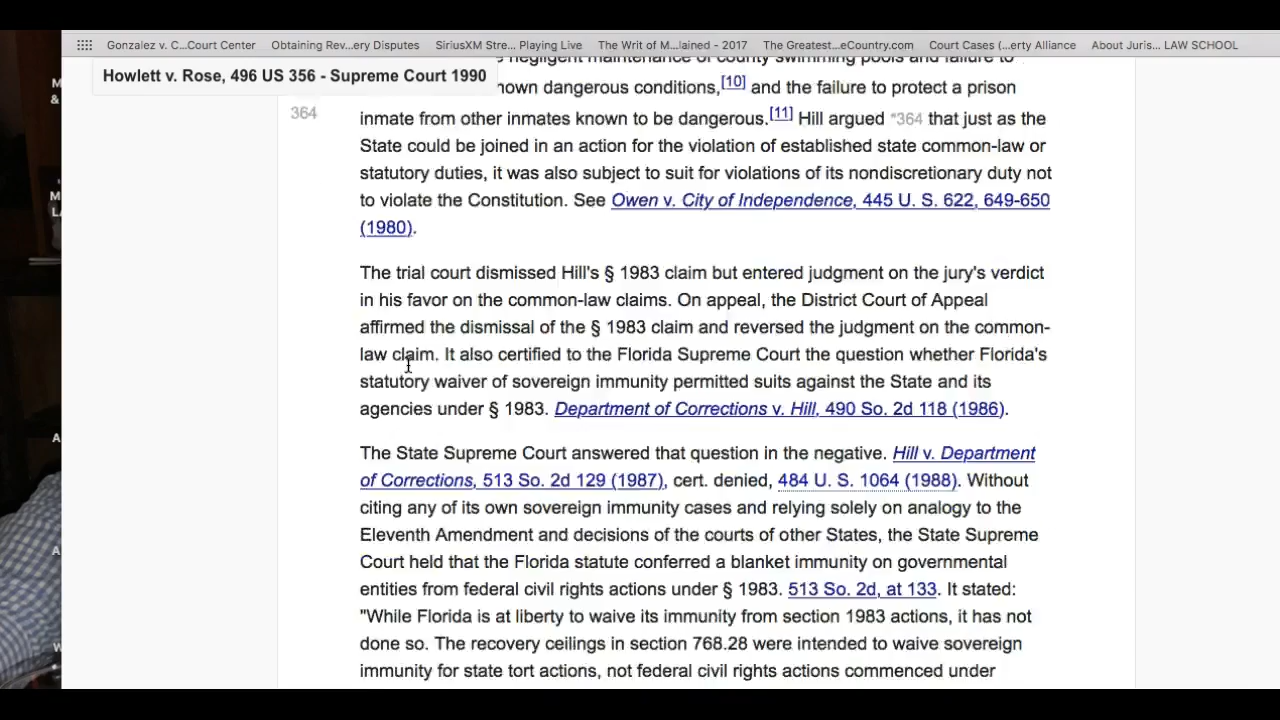 Gonzalez v. C...Court Center Obtaining Rev...ery Disputes SiriusXM Stre... Playing Live The Writ of M...lained - 2017 The Greatest...eCountry.com Court Cases (...erty Alliance About Juris... LAW SCHOOL
Howlett v. Rose, 496 US 356 - Supreme Court 1990
negligent maintenance of county swimming pools and failure to
nown dangerous conditions,[10] and the failure to protect a prison
364
inmate from other inmates known to be dangerous.[11] Hill argued *364 that just as the
State could be joined in an action for the violation of established state common-law or
statutory duties, it was also subject to suit for violations of its nondiscretionary duty not
to violate the Constitution. See Owen v. City of Independence, 445 U. S. 622, 649-650
(1980).
The trial court dismissed Hill's § 1983 claim but entered judgment on the jury's verdict
in his favor on the common-law claims. On appeal, the District Court of Appeal
affirmed the dismissal of the § 1983 claim and reversed the judgment on the common-
law claim. It also certified to the Florida Supreme Court the question whether Florida's
statutory waiver of sovereign immunity permitted suits against the State and its
agencies under § 1983. Department of Corrections v. Hill, 490 So. 2d 118 (1986).
The State Supreme Court answered that question in the negative. Hill v. Department
of Corrections, 513 So. 2d 129 (1987), cert. denied, 484 U. S. 1064 (1988). Without
citing any of its own sovereign immunity cases and relying solely on analogy to the
Eleventh Amendment and decisions of the courts of other States, the State Supreme
Court held that the Florida statute conferred a blanket immunity on governmental
entities from federal civil rights actions under § 1983. 513 So. 2d, at 133. It stated:
"While Florida is at liberty to waive its immunity from section 1983 actions, it has not
done so. The recovery ceilings in section 768.28 were intended to waive sovereign
immunity for state tort actions, not federal civil rights actions commenced under